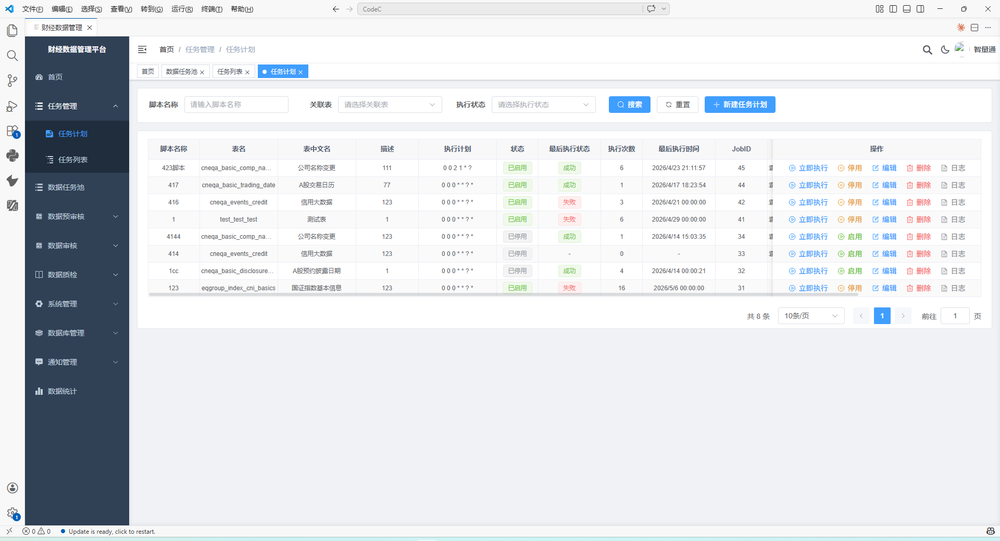 文件(F) 编辑(E) 选择(S) 查看(V) 转到(G) 运行(R) 终端(T) 帮助(H) CodeC
财经数据管理
财经数据管理平台
首页 / 任务管理 / 任务计划
智量通
首页
任务管理
任务计划
任务列表
数据任务池
数据预审核
数据审核
数据质检
系统管理
数据库管理
通知管理
数据统计
1
1
首页 数据任务池 任务列表 任务计划
脚本名称 请输入脚本名称 关联表 请选择关联表 执行状态 请选择执行状态 搜索 重置 新建任务计划
脚本名称 表名 表中文名 描述 执行计划 状态 最后执行状态 执行次数 最后执行时间 JobID 操作
423脚本 cneqa_basic_comp_na... 公司名称变更 111 0 0 2 1 * ? 已启用 成功 6 2026/4/23 21:11:57 45 立即执行 停用 编辑 删除 日志
417 cneqa_basic_trading_date A股交易日历 77 0 0 0 * * ? * 已启用 成功 1 2026/4/17 18:23:54 44 立即执行 停用 编辑 删除 日志
416 cneqa_events_credit 信用大数据 123 0 0 0 * * ? * 已启用 失败 3 2026/4/21 00:00:00 42 立即执行 停用 编辑 删除 日志
1 test_test_test 测试表 1 0 0 0 * * ? * 已启用 失败 6 2026/4/29 00:00:00 41 立即执行 停用 编辑 删除 日志
4144 cneqa_basic_comp_na... 公司名称变更 123 0 0 0 * * ? * 已停用 成功 1 2026/4/14 15:03:35 34 立即执行 启用 编辑 删除 日志
414 cneqa_events_credit 信用大数据 123 0 0 0 * * ? * 已停用 - 0 - 33 立即执行 启用 编辑 删除 日志
1cc cneqa_basic_disclosure... A股预约披露日期 1 0 0 0 * * ? * 已停用 成功 4 2026/4/14 00:00:21 32 立即执行 启用 编辑 删除 日志
123 eqgroup_index_cni_basics 国证指数基本信息 123 0 0 0 * * ? * 已启用 失败 16 2026/5/6 00:00:00 31 立即执行 停用 编辑 删除 日志
共 8 条 10条/页 1 前往 1 页
0 0 Update is ready, click to restart.